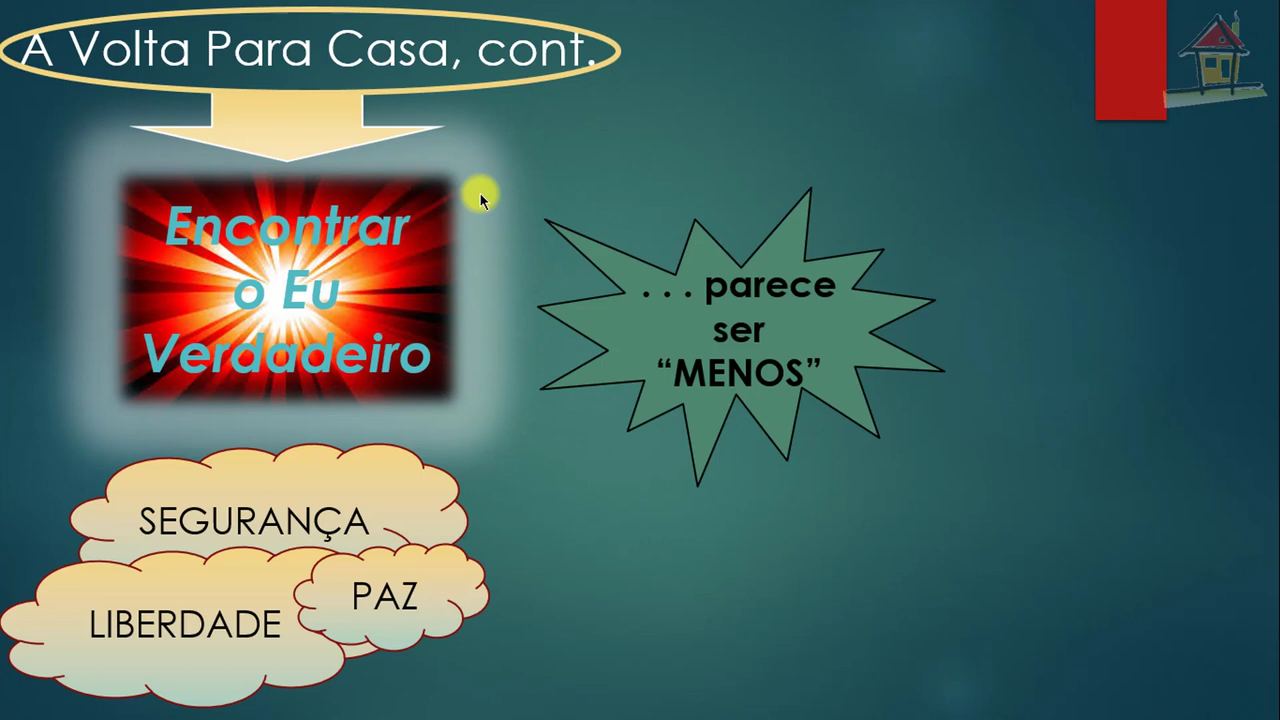 A Volta Para Casa, cont.
Encontrar
o Eu
Verdadeiro
. . . parece
ser
“MENOS”
SEGURANÇA
LIBERDADE
PAZ